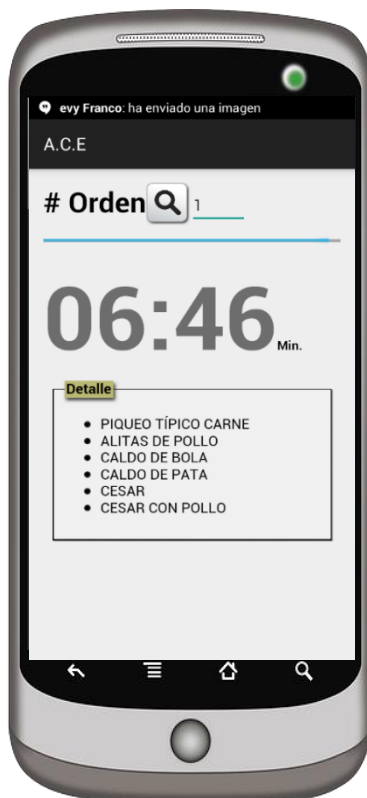 evy Franco: ha enviado una imagen
A.C.E
# Orden 1
06:46 Min.
Detalle
PIQUEO TÍPICO CARNE
ALITAS DE POLLO
CALDO DE BOLA
CALDO DE PATA
CESAR
CESAR CON POLLO